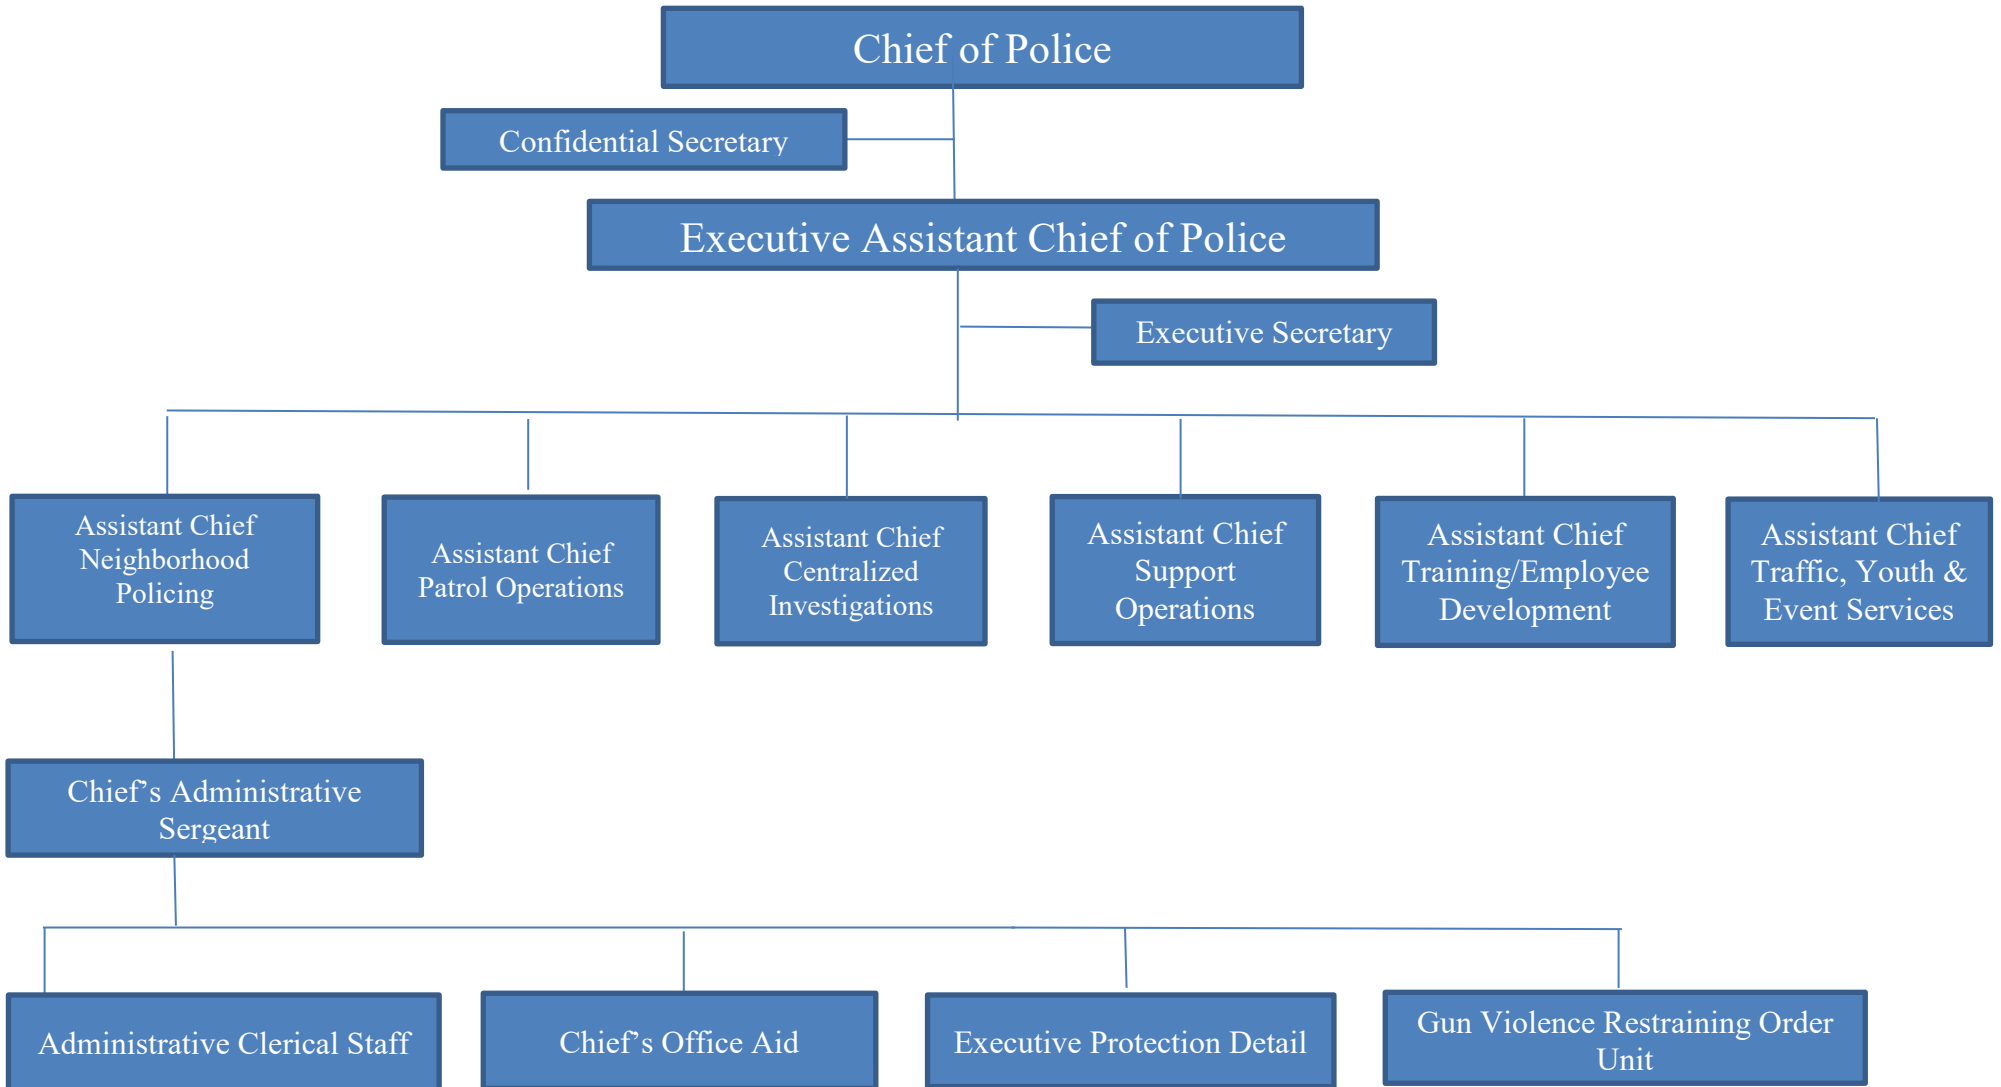 Chief of Police
Confidential Secretary
Executive Assistant Chief of Police
Executive Secretary
Assistant Chief
Neighborhood
Policing
Assistant Chief
Patrol Operations
Assistant Chief
Centralized
Investigations
Assistant Chief
Support
Operations
Assistant Chief
Training/Employee
Development
Assistant Chief
Traffic, Youth &
Event Services
Chief’s Administrative
Sergeant
Administrative Clerical Staff
Chief’s Office Aid
Executive Protection Detail
Gun Violence Restraining Order
Unit